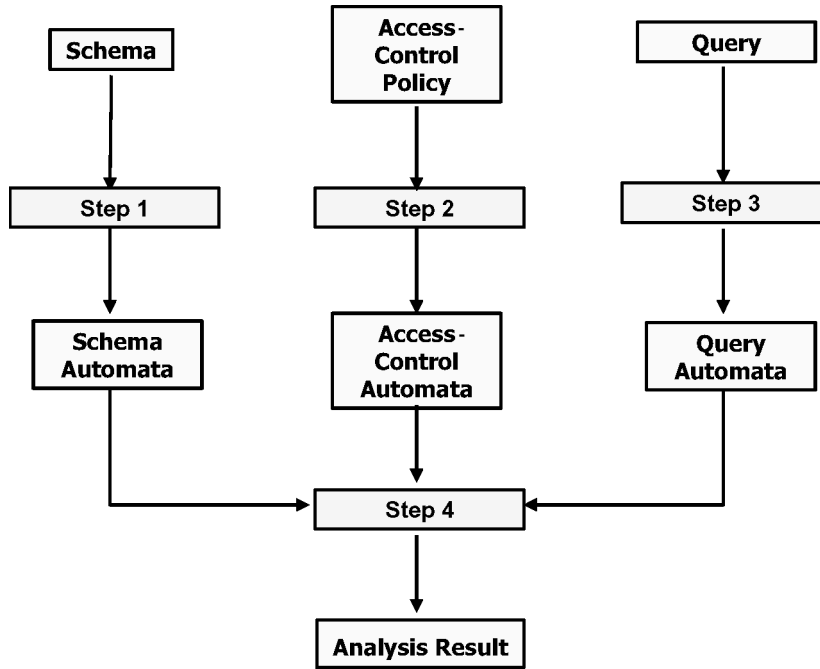 Schema
Access-
Control
Policy
Query
Step 1
Step 2
Step 3
Schema
Automata
Access-
Control
Automata
Query
Automata
Step 4
Analysis Result